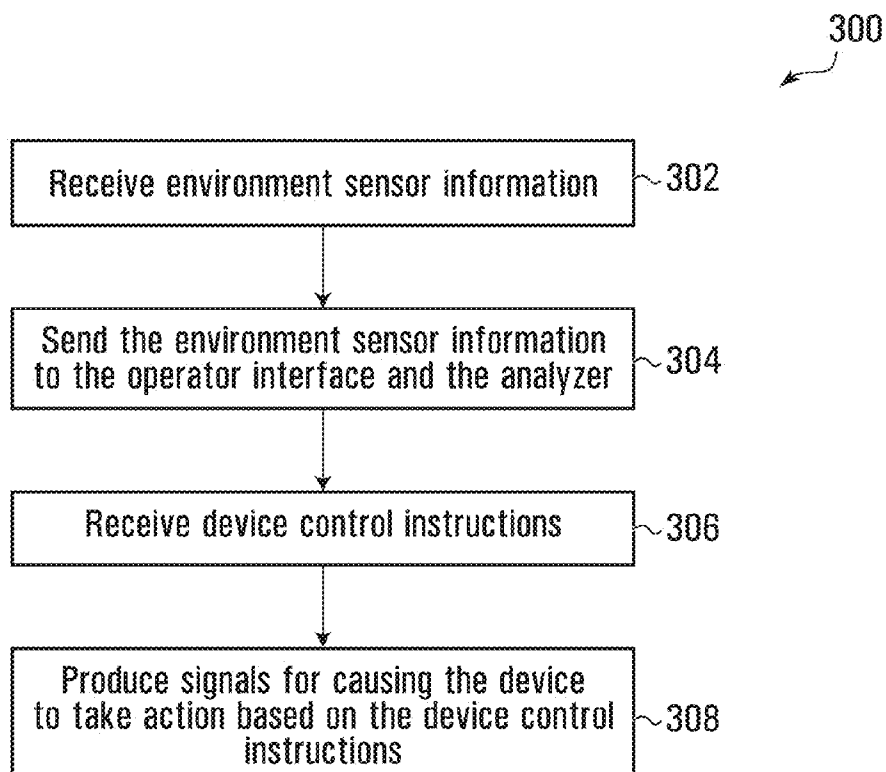 300
Receive environment sensor information
302
Send the environment sensor information
to the operator interface and the analyzer
304
Receive device control instructions
306
Produce signals for causing the device
to take action based on the device control
instructions
308